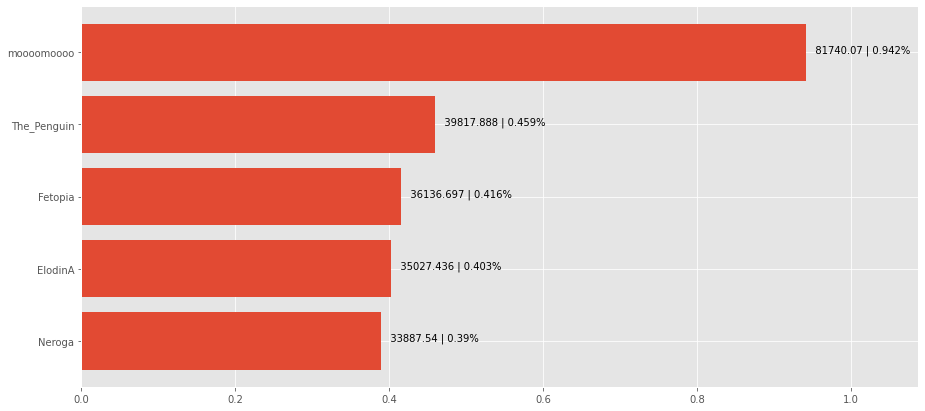 moooomoooo
81740.07 | 0.942%
The_Penguin
39817.888 | 0.459%
Fetopia
36136.697 | 0.416%
ElodinA
35027.436 | 0.403%
Neroga
33887.54 | 0.39%
0.0 0.2 0.4 0.6 0.8 1.0